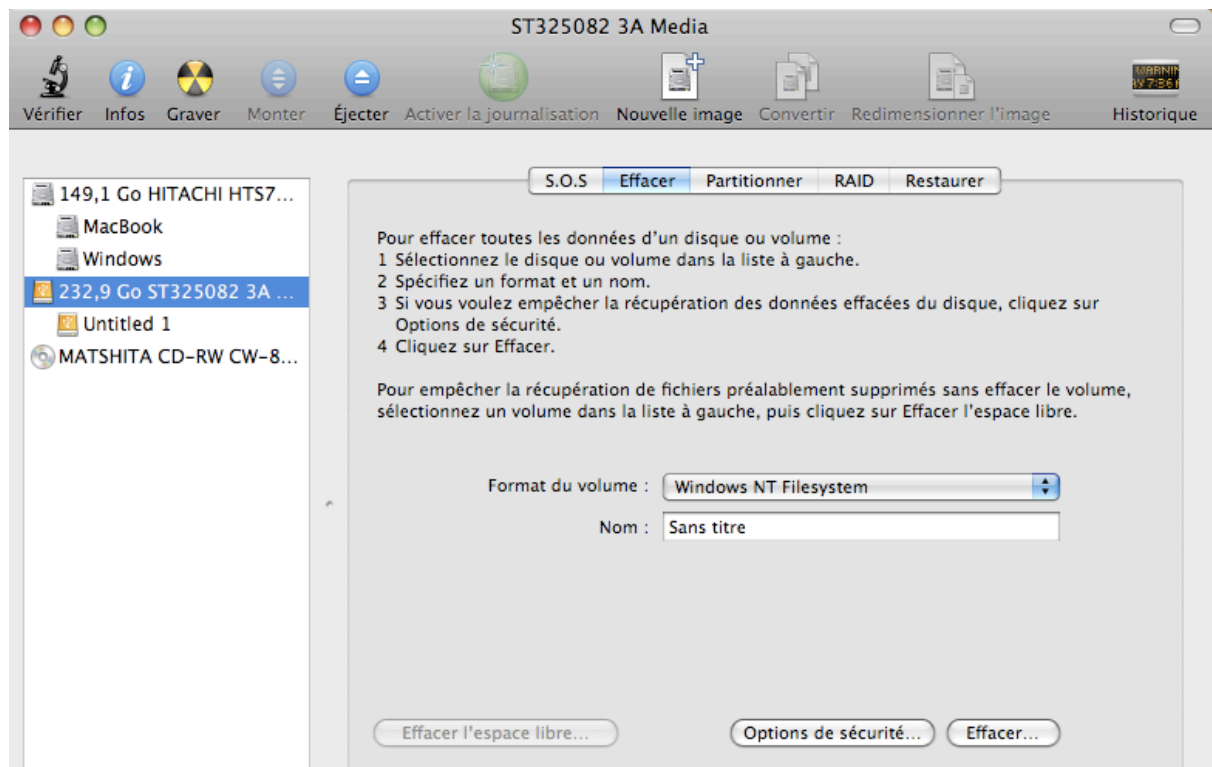 ST325082 3A Media
Vérifier Infos Graver Monter Éjecter Activer la journalisation Nouvelle image Convertir Redimensionner l'image Historique
149,1 Go HITACHI HTS7...
MacBook
Windows
232,9 Go ST325082 3A ...
Untitled 1
MATSHITA CD-RW CW-8...
S.O.S Effacer Partitionner RAID Restaurer
Pour effacer toutes les données d'un disque ou volume :
1 Sélectionnez le disque ou volume dans la liste à gauche.
2 Spécifiez un format et un nom.
3 Si vous voulez empêcher la récupération des données effacées du disque, cliquez sur
Options de sécurité.
4 Cliquez sur Effacer.
Pour empêcher la récupération de fichiers préalablement supprimés sans effacer le volume,
sélectionnez un volume dans la liste à gauche, puis cliquez sur Effacer l'espace libre.
Format du volume : Windows NT Filesystem
Nom : Sans titre
Effacer l'espace libre... Options de sécurité... Effacer...